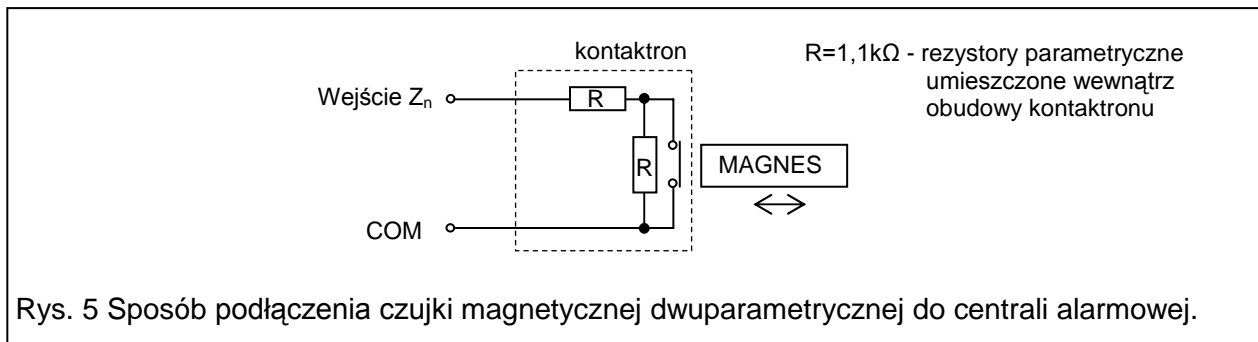 kontaktron
R=1,1kΩ - rezystory parametryczne
umieszczone wewnątrz
obudowy kontaktronu
Wejście Zn
R
R
MAGNES
COM
Rys. 5 Sposób podłączenia czujki magnetycznej dwuparametrycznej do centrali alarmowej.